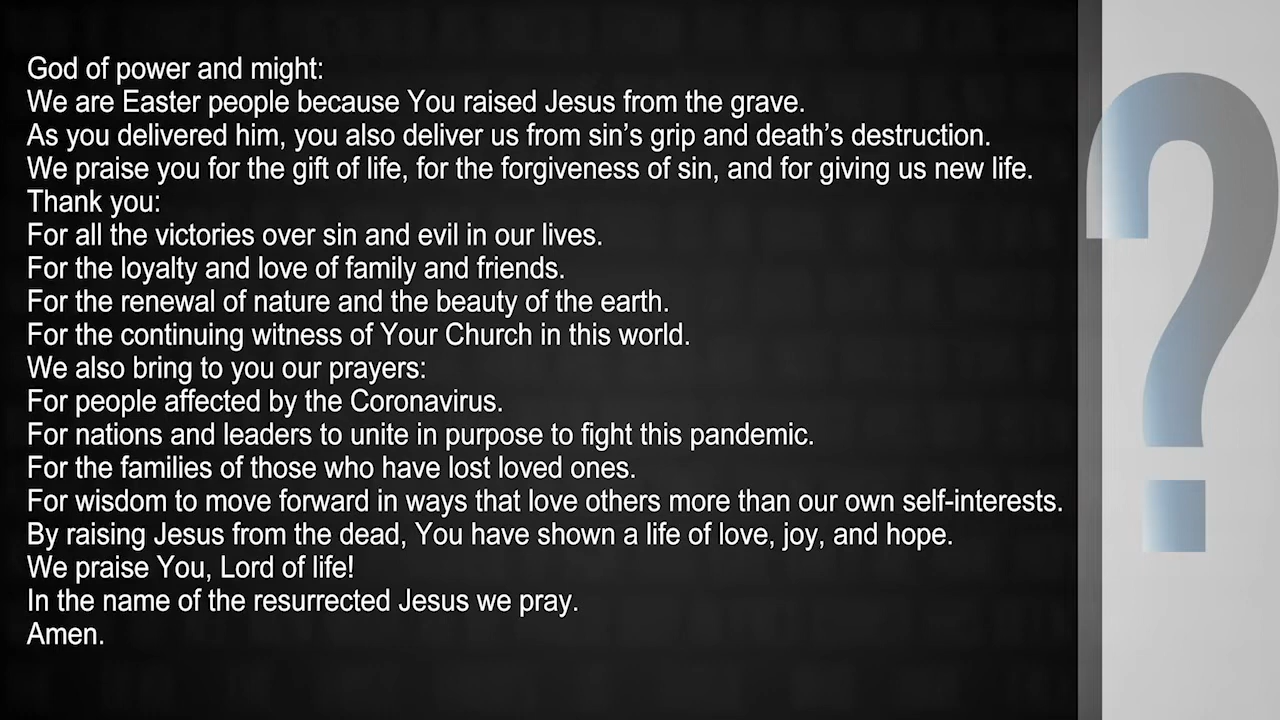 God of power and might:
We are Easter people because You raised Jesus from the grave.
As you delivered him, you also deliver us from sin’s grip and death’s destruction.
We praise you for the gift of life, for the forgiveness of sin, and for giving us new life.
Thank you:
For all the victories over sin and evil in our lives.
For the loyalty and love of family and friends.
For the renewal of nature and the beauty of the earth.
For the continuing witness of Your Church in this world.
We also bring to you our prayers:
For people affected by the Coronavirus.
For nations and leaders to unite in purpose to fight this pandemic.
For the families of those who have lost loved ones.
For wisdom to move forward in ways that love others more than our own self-interests.
By raising Jesus from the dead, You have shown a life of love, joy, and hope.
We praise You, Lord of life!
In the name of the resurrected Jesus we pray.
Amen.
?